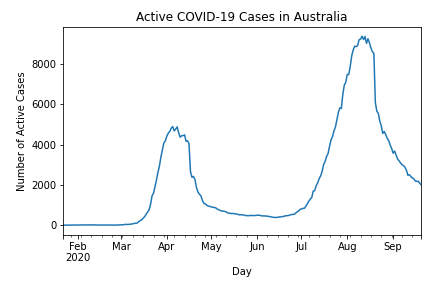 Active COVID-19 Cases in Australia
Number of Active Cases
8000
6000
4000
2000
0
Feb Mar Apr May Jun Jul Aug Sep
2020
Day